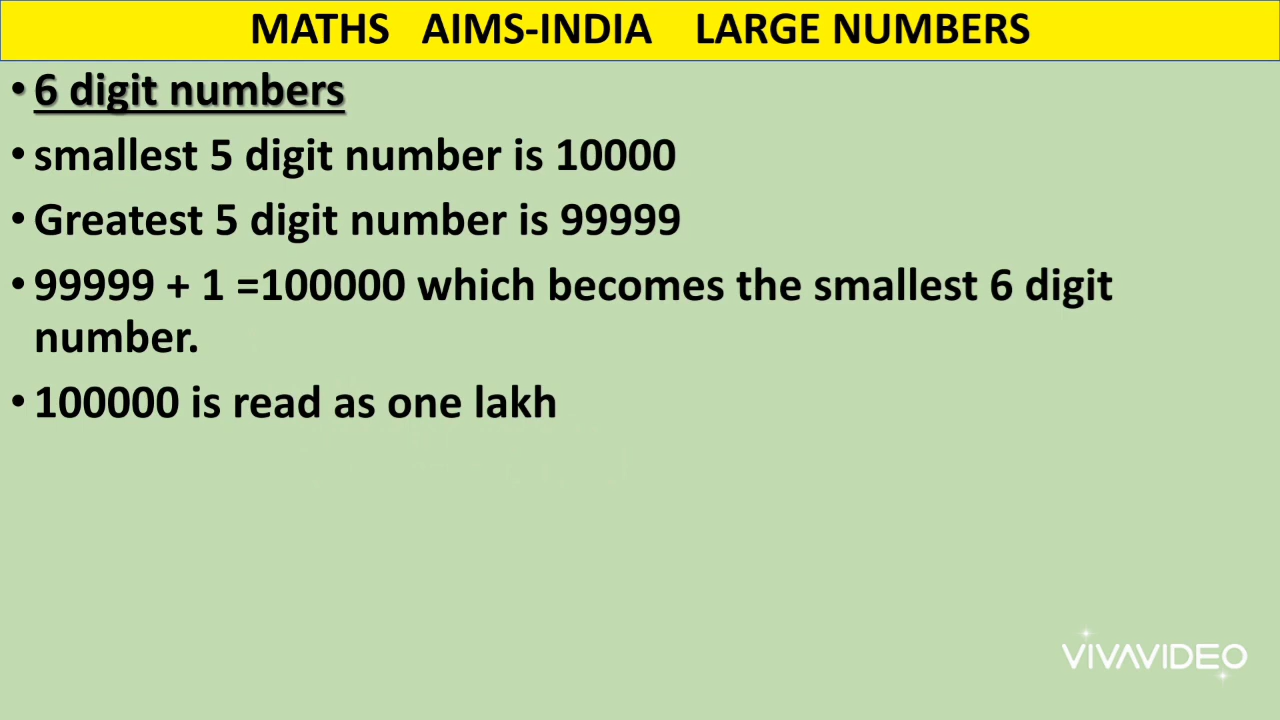 MATHS AIMS-INDIA LARGE NUMBERS
• 6 digit numbers
• smallest 5 digit number is 10000
• Greatest 5 digit number is 99999
• 99999 + 1 =100000 which becomes the smallest 6 digit
number.
• 100000 is read as one lakh
VIVAVIDEO